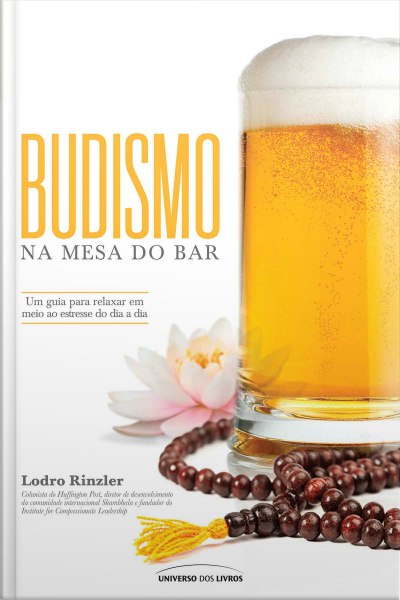 BUDISMO
NA MESA DO BAR
Um guia para relaxar em
meio ao estresse do dia a dia
Lodro Rinzler
Colunista do Huffington Post, diretor de desenvolvimento
da comunidade internacional Shambhala e fundador do
Institute for Compassionate Leadership
UNIVERSO DOS LIVROS